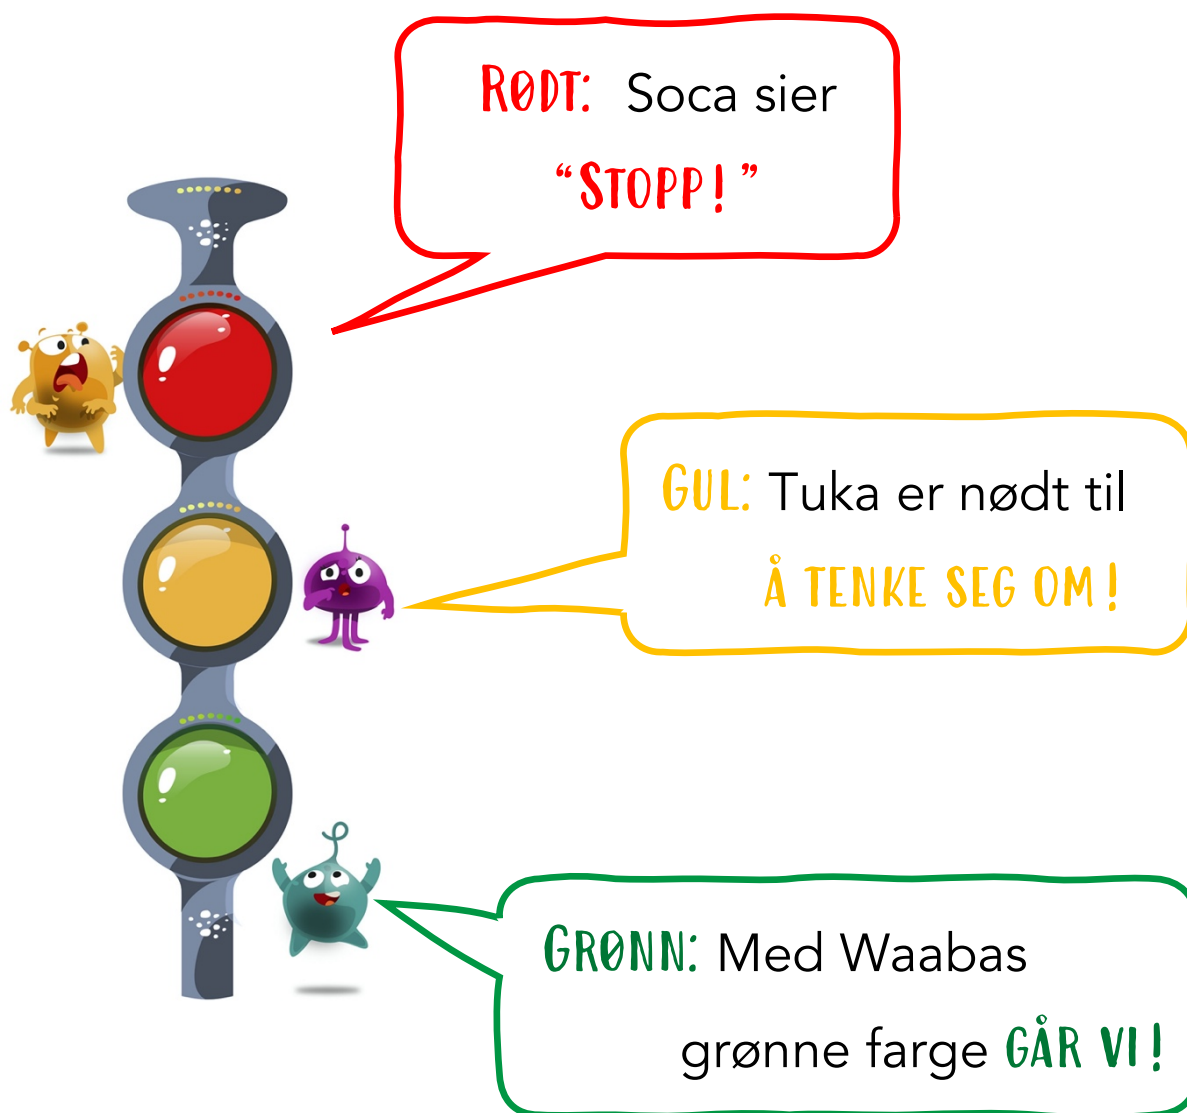 RØDT: Soca sier
“STOPP!”
GUL: Tuka er nødt til
Å TENKE SEG OM!
GRØNN: Med Waabas
grønne farge GÅR VI!